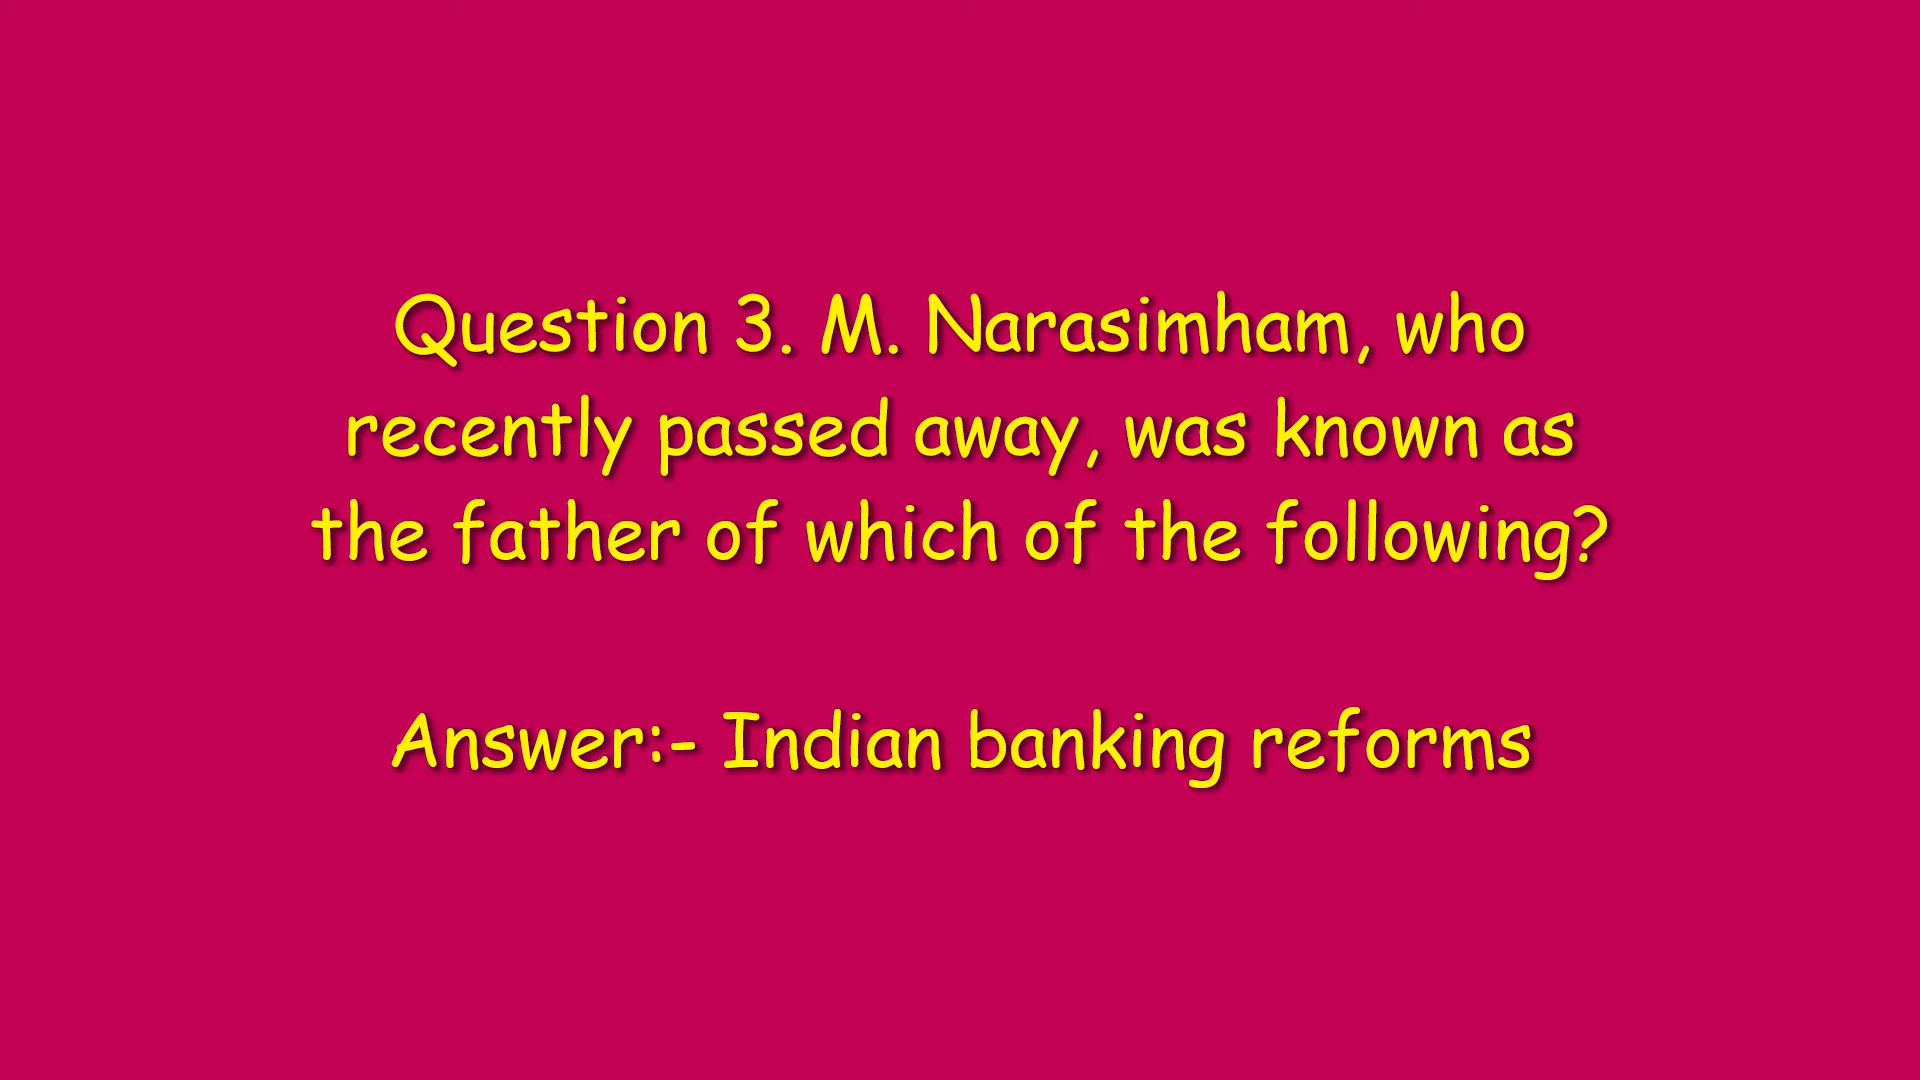 Question 3. M. Narasimham, who
recently passed away, was known as
the father of which of the following?
Answer:- Indian banking reforms